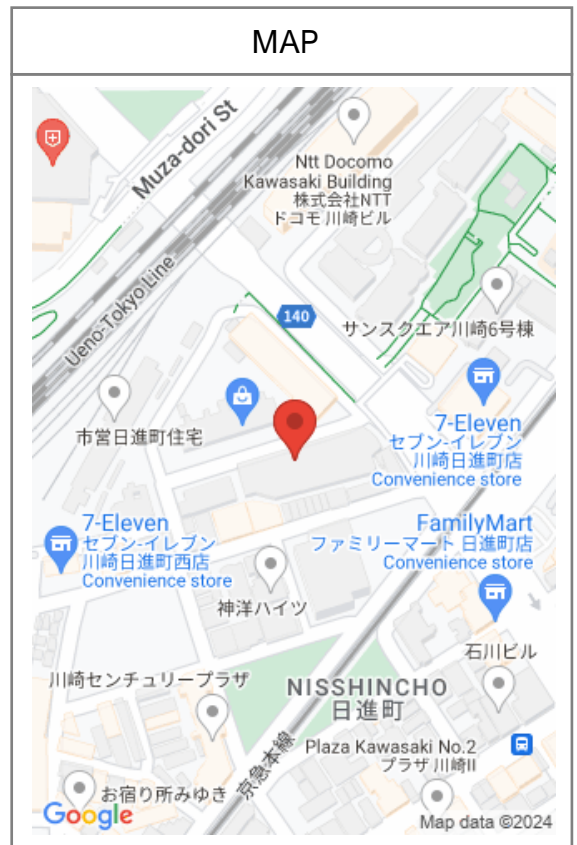 MAP
Muza-dori St
Ntt Docomo
Kawasaki Building
株式会社NTT
ドコモ川崎ビル
Ueno-Tokyo Line
140
サンスクエア川崎6号棟
市営日進町住宅
7-Eleven
セブン-イレブン
川崎日進町店
Convenience store
7-Eleven
セブン-イレブン
川崎日進町西店
Convenience store
FamilyMart
ファミリーマート 日進町店
Convenience store
神洋ハイツ
石川ビル
川崎センチュリープラザ
NISSHINCHO
日進町
Plaza Kawasaki No.2
プラザ川崎II
京急本線
お宿り所みゆき
Google
Map data ©2024